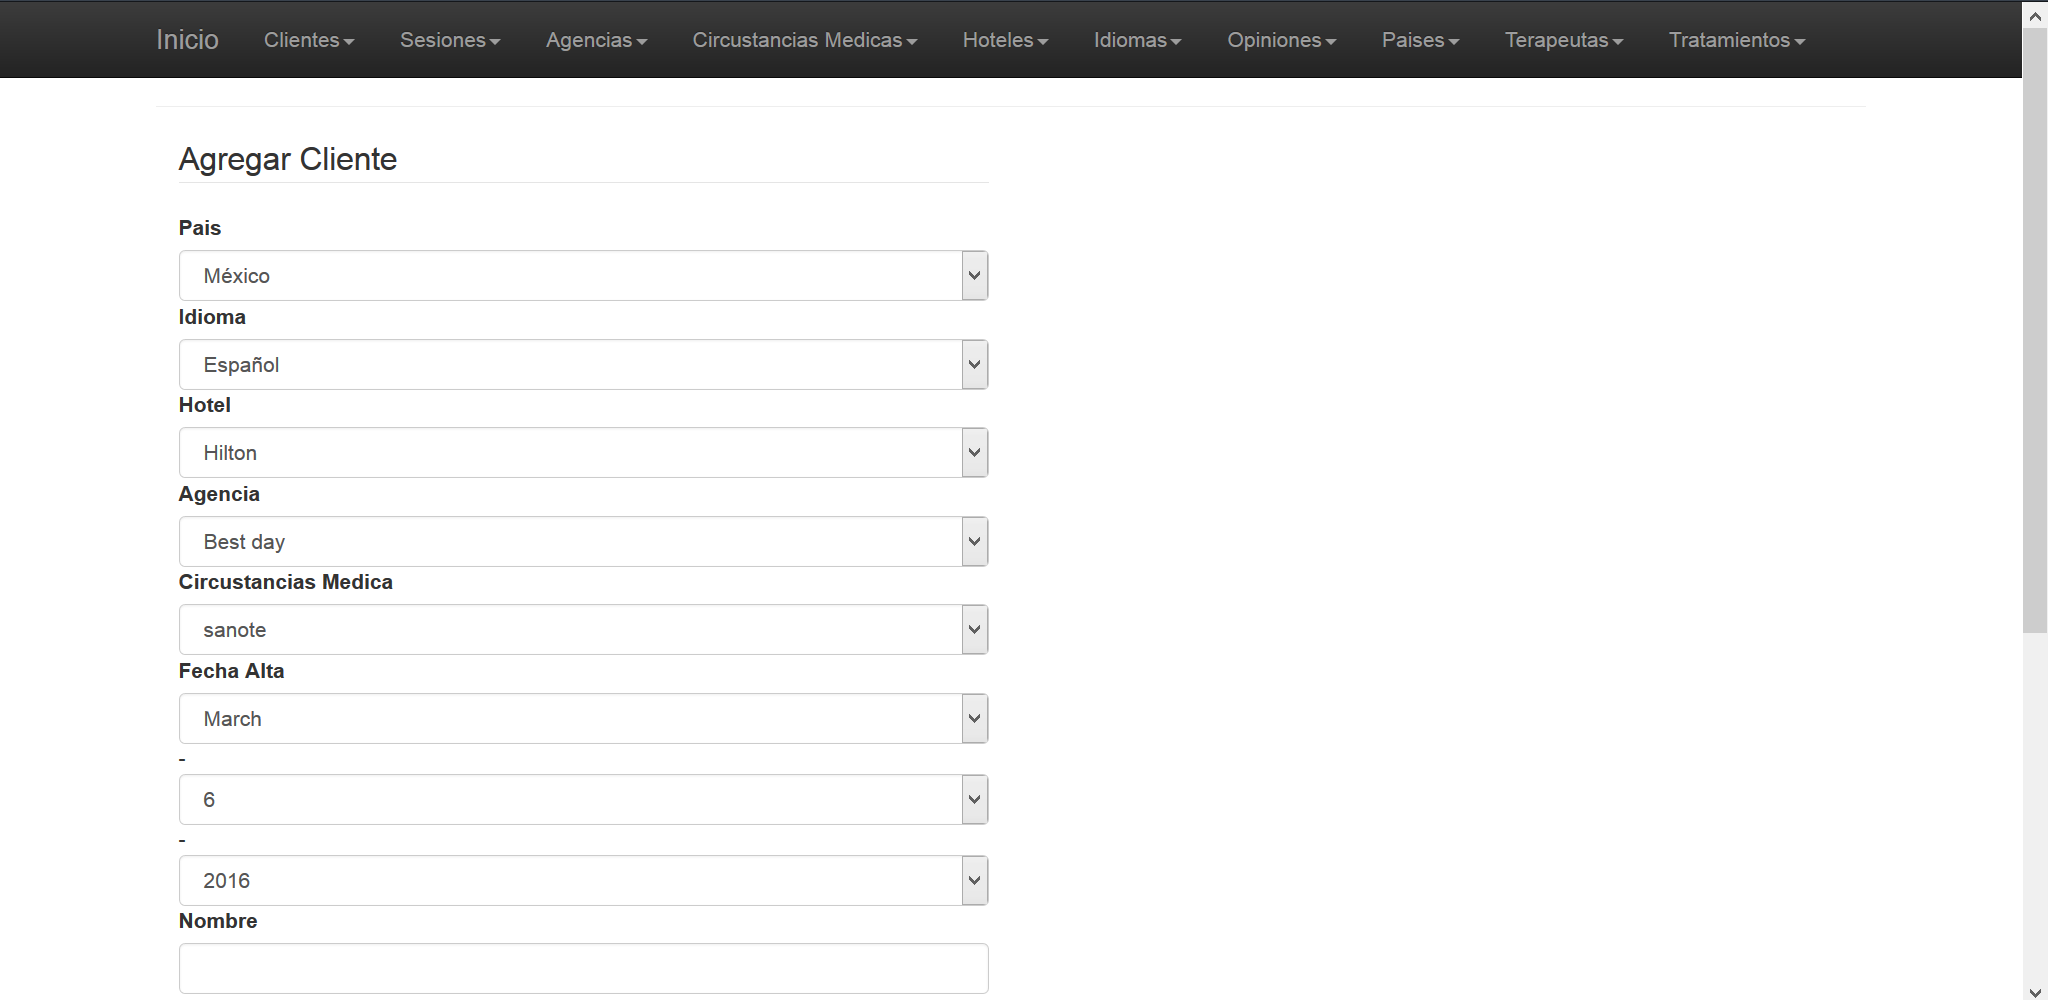 Inicio Clientes Sesiones Agencias Circustancias Medicas Hoteles Idiomas Opiniones Paises Terapeutas Tratamientos
Agregar Cliente
Pais
México
Idioma
Español
Hotel
Hilton
Agencia
Best day
Circustancias Medica
sanote
Fecha Alta
March
-
6
-
2016
Nombre